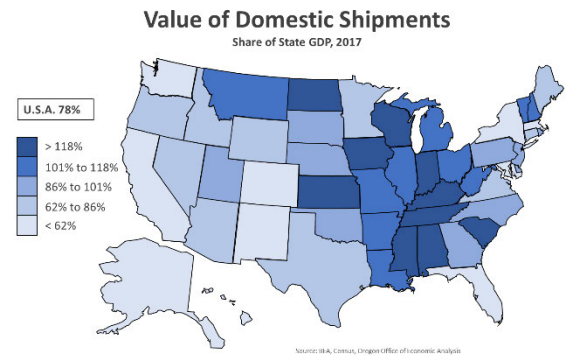 Value of Domestic Shipments
Share of State GDP, 2017
U.S.A. 78%
> 118%
101% to 118%
86% to 101%
62% to 86%
< 62%
Source: BEA, Census, Oregon Office of Economic Analysis